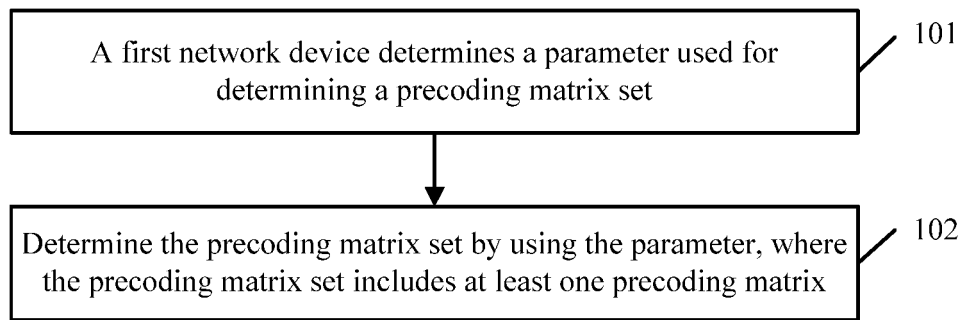 A first network device determines a parameter used for
determining a precoding matrix set
101
Determine the precoding matrix set by using the parameter, where
the precoding matrix set includes at least one precoding matrix
102